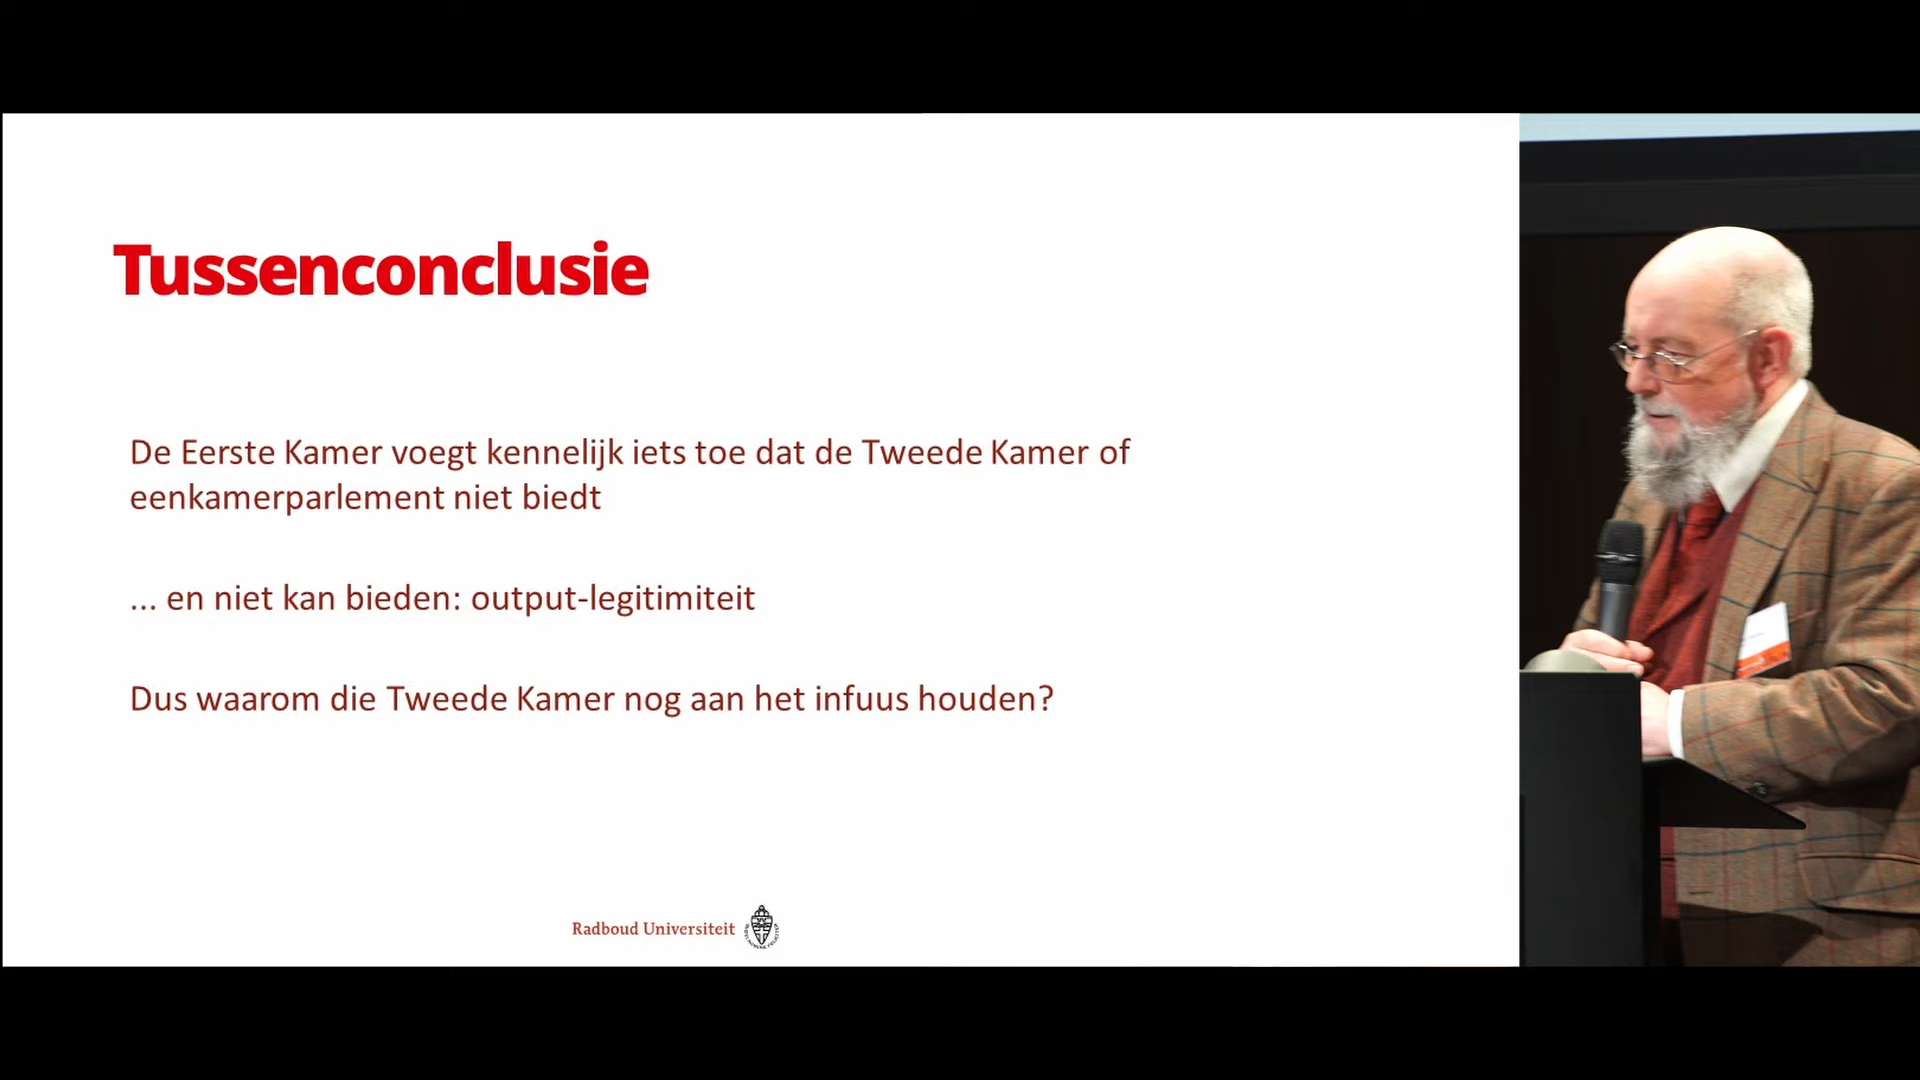 Tussenconclusie
De Eerste Kamer voegt kennelijk iets toe dat de Tweede Kamer of
eenkamerparlement niet biedt
... en niet kan bieden: output-legitimiteit
Dus waarom die Tweede Kamer nog aan het infuus houden?
Radboud Universiteit